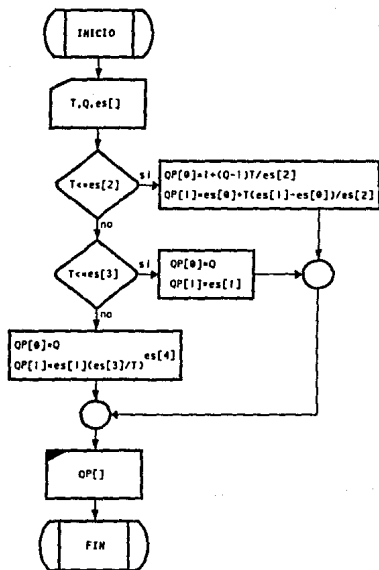 INICIO
T,Q,es[]
T<=es[2]
si
QP[0]=1+(Q-1)T/es[2]
QP[1]=es[0]+T(es[1]-es[0])/es[2]
no
T<=es[3]
si
QP[0]=Q
QP[1]=es[1]
no
QP[0]=Q
QP[1]=es[1](es[3]/T)es[4]
QP[]
FIN